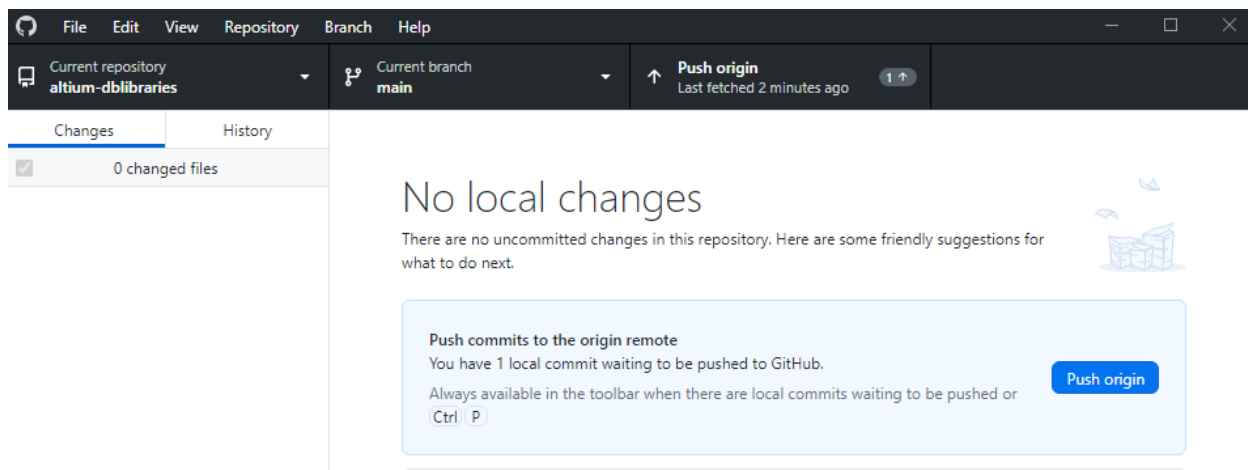 File Edit View Repository Branch Help
Current repository
altium-dblibraries
Current branch
main
Push origin
Last fetched 2 minutes ago
1
Changes
History
0 changed files
No local changes
There are no uncommitted changes in this repository. Here are some friendly suggestions for
what to do next.
Push commits to the origin remote
You have 1 local commit waiting to be pushed to GitHub.
Always available in the toolbar when there are local commits waiting to be pushed or
Ctrl P
Push origin